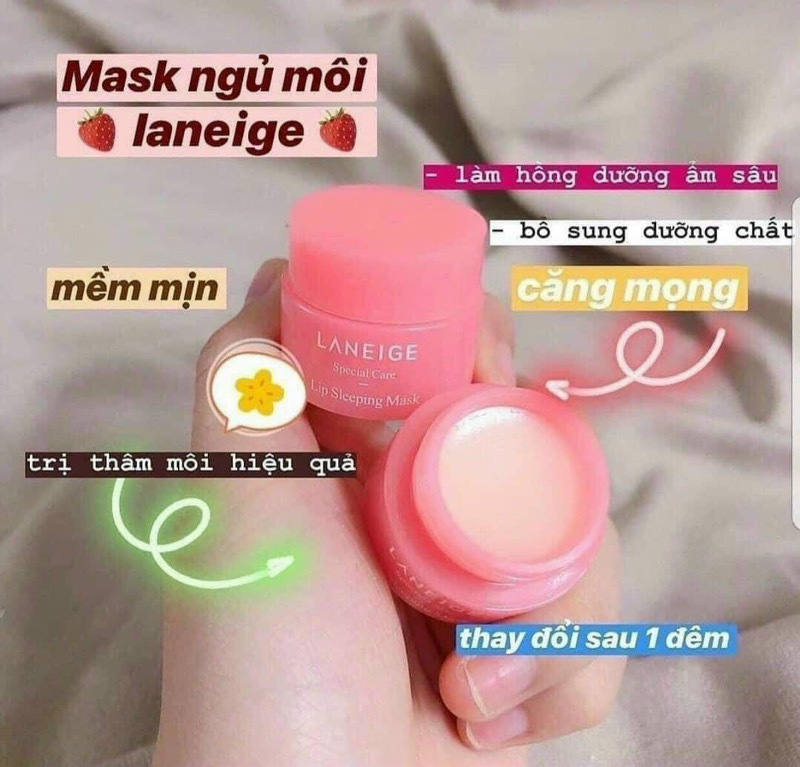 Mask ngủ môi
🍓 laneige 🍓
- làm hồng dưỡng ẩm sâu
- bổ sung dưỡng chất
mềm mịn
căng mọng
LANEIGE
Special Care
Lip Sleeping Mask
trị thâm môi hiệu quả
LANEIGE
thay đổi sau 1 đêm